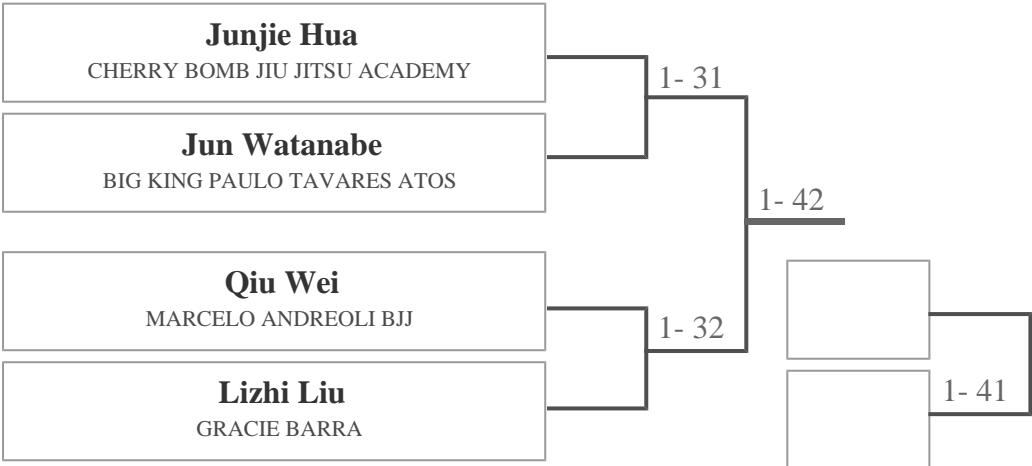 Junjie Hua
CHERRY BOMB JIU JITSU ACADEMY
1- 31
Jun Watanabe
BIG KING PAULO TAVARES ATOS
1- 42
Qiu Wei
MARCELO ANDREOLI BJJ
1- 32
Lizhi Liu
GRACIE BARRA
1- 41